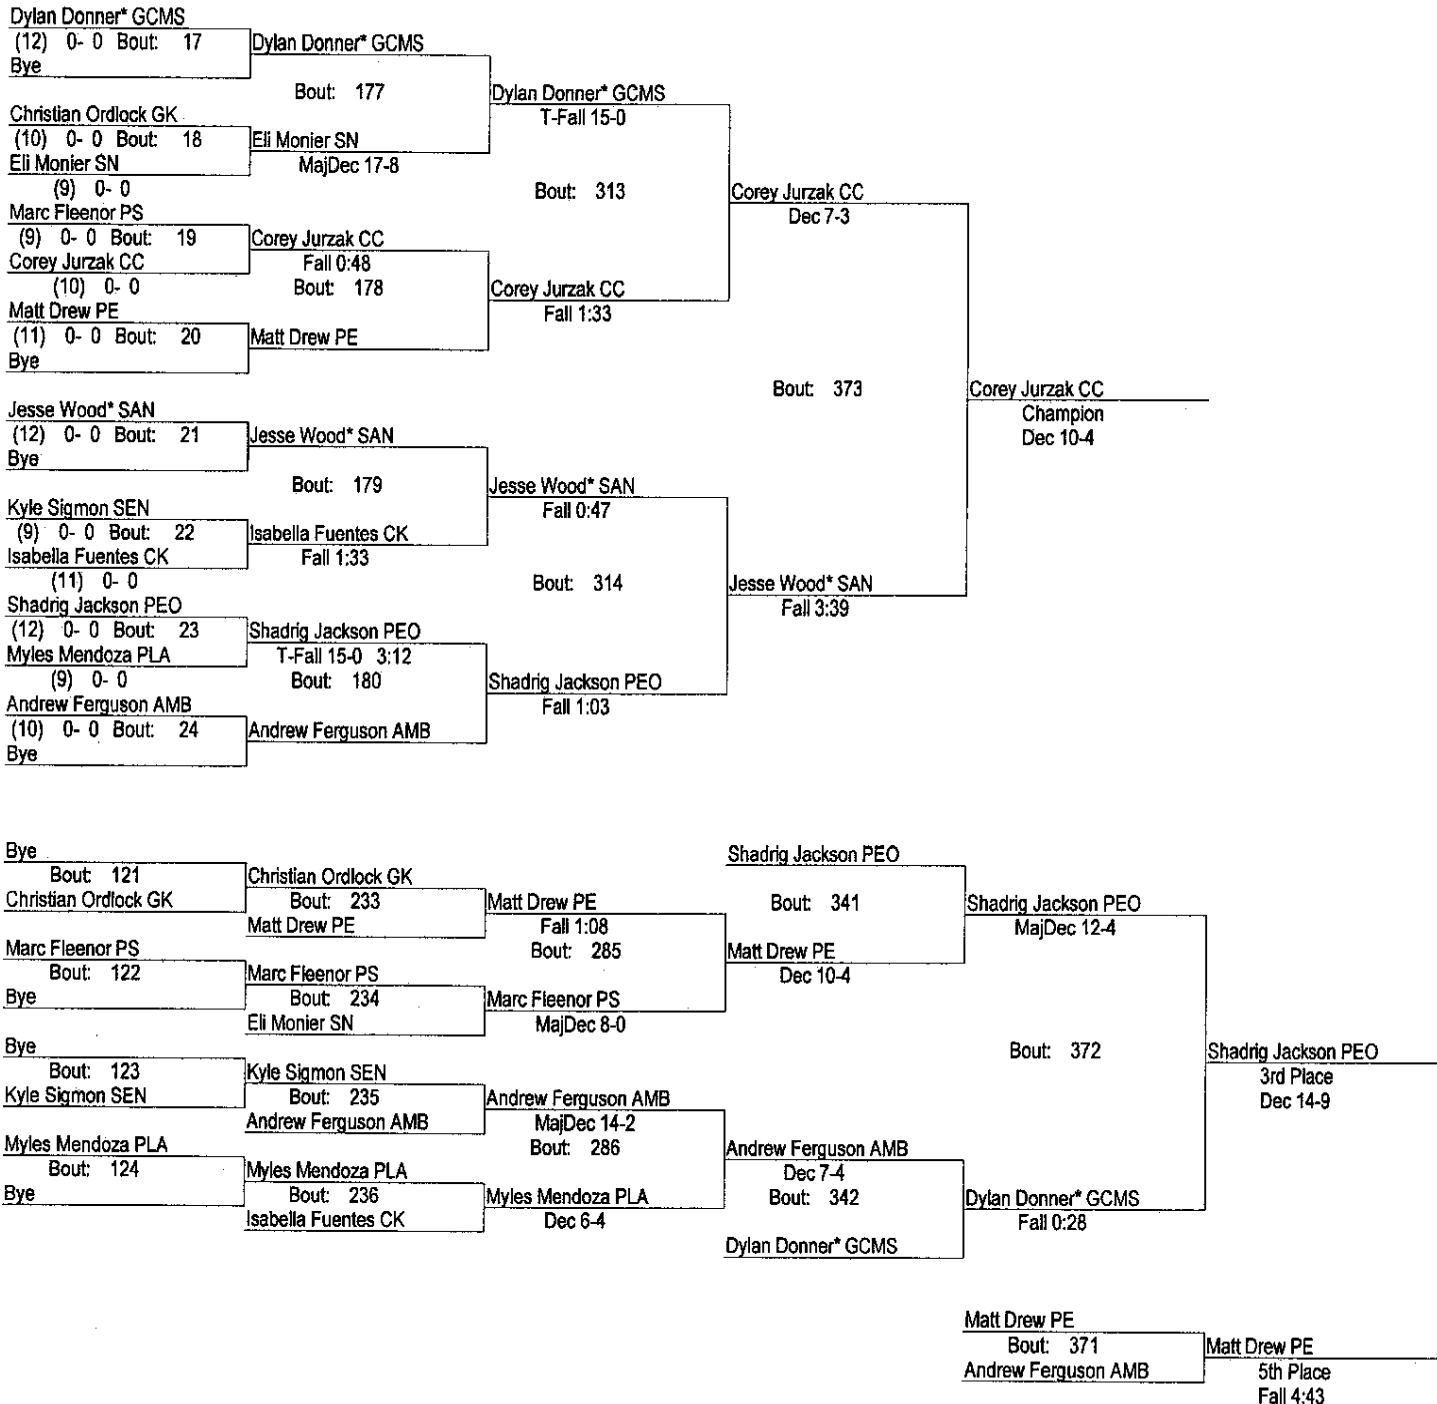 Dylan Donner* GCMS
(12) 0- 0 Bout: 17
Bye
Dylan Donner* GCMS
Bout: 177
Christian Ordlock GK
(10) 0- 0 Bout: 18
Eli Monier SN
(9) 0- 0
Eli Monier SN
MajDec 17-8
Dylan Donner* GCMS
T-Fall 15-0
Bout: 313
Marc Fleenor PS
(9) 0- 0 Bout: 19
Corey Jurzak CC
(10) 0- 0
Corey Jurzak CC
Fall 0:48
Bout: 178
Matt Drew PE
(11) 0- 0 Bout: 20
Bye
Matt Drew PE
Corey Jurzak CC
Fall 1:33
Corey Jurzak CC
Dec 7-3
Bout: 373
Corey Jurzak CC
Champion
Dec 10-4
Jesse Wood* SAN
(12) 0- 0 Bout: 21
Bye
Jesse Wood* SAN
Bout: 179
Kyle Sigmon SEN
(9) 0- 0 Bout: 22
Isabella Fuentes CK
(11) 0- 0
Isabella Fuentes CK
Fall 1:33
Jesse Wood* SAN
Fall 0:47
Bout: 314
Shadrig Jackson PEO
(12) 0- 0 Bout: 23
Myles Mendoza PLA
(9) 0- 0
Shadrig Jackson PEO
T-Fall 15-0 3:12
Bout: 180
Andrew Ferguson AMB
(10) 0- 0 Bout: 24
Bye
Andrew Ferguson AMB
Shadrig Jackson PEO
Fall 1:03
Jesse Wood* SAN
Fall 3:39
Bye
Bout: 121
Christian Ordlock GK
Christian Ordlock GK
Bout: 233
Matt Drew PE
Matt Drew PE
Fall 1:08
Bout: 285
Marc Fleenor PS
Bout: 122
Bye
Marc Fleenor PS
Bout: 234
Eli Monier SN
Marc Fleenor PS
MajDec 8-0
Shadrig Jackson PEO
Bout: 341
Matt Drew PE
Dec 10-4
Shadrig Jackson PEO
MajDec 12-4
Bout: 372
Shadrig Jackson PEO
3rd Place
Dec 14-9
Bye
Bout: 123
Kyle Sigmon SEN
Kyle Sigmon SEN
Bout: 235
Andrew Ferguson AMB
Andrew Ferguson AMB
MajDec 14-2
Bout: 286
Myles Mendoza PLA
Bout: 124
Bye
Myles Mendoza PLA
Bout: 236
Isabella Fuentes CK
Myles Mendoza PLA
Dec 6-4
Andrew Ferguson AMB
Dec 7-4
Bout: 342
Dylan Donner* GCMS
Dylan Donner* GCMS
Fall 0:28
Matt Drew PE
Bout: 371
Andrew Ferguson AMB
Matt Drew PE
5th Place
Fall 4:43